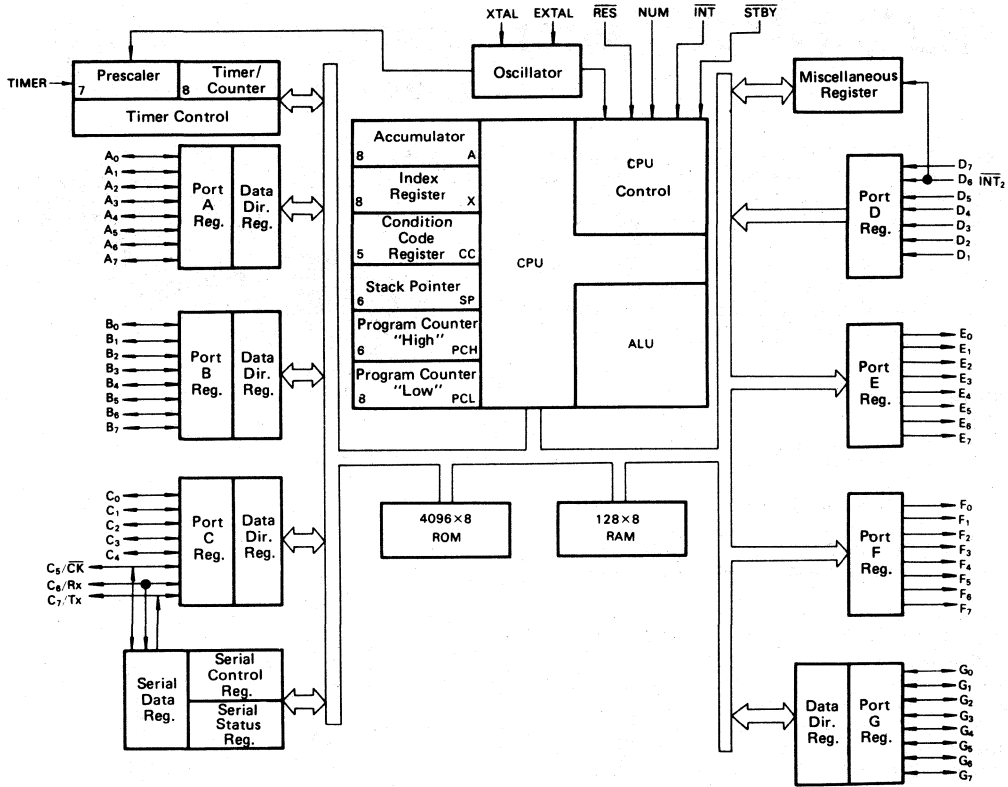 XTAL EXTAL RES NUM INT STBY
TIMER
Prescaler
7
Timer/
Counter
8
Timer Control
Oscillator
Miscellaneous
Register
A0
A1
A2
A3
A4
A5
A6
A7
Port
A
Reg.
Data
Dir.
Reg.
Accumulator
8 A
Index
Register
8 X
Condition
Code
Register
5 CC
Stack Pointer
6 SP
Program Counter
"High"
6 PCH
Program Counter
"Low"
8 PCL
CPU
CPU
Control
ALU
Port
D
Reg.
D7
D6 INT2
D5
D4
D3
D2
D1
B0
B1
B2
B3
B4
B5
B6
B7
Port
B
Reg.
Data
Dir.
Reg.
Port
E
Reg.
E0
E1
E2
E3
E4
E5
E6
E7
C0
C1
C2
C3
C4
C5/CK
C6/Rx
C7/Tx
Port
C
Reg.
Data
Dir.
Reg.
4096×8
ROM
128×8
RAM
Port
F
Reg.
F0
F1
F2
F3
F4
F5
F6
F7
Serial
Data
Reg.
Serial
Control
Reg.
Serial
Status
Reg.
Data
Dir.
Reg.
Port
G
Reg.
G0
G1
G2
G3
G4
G5
G6
G7